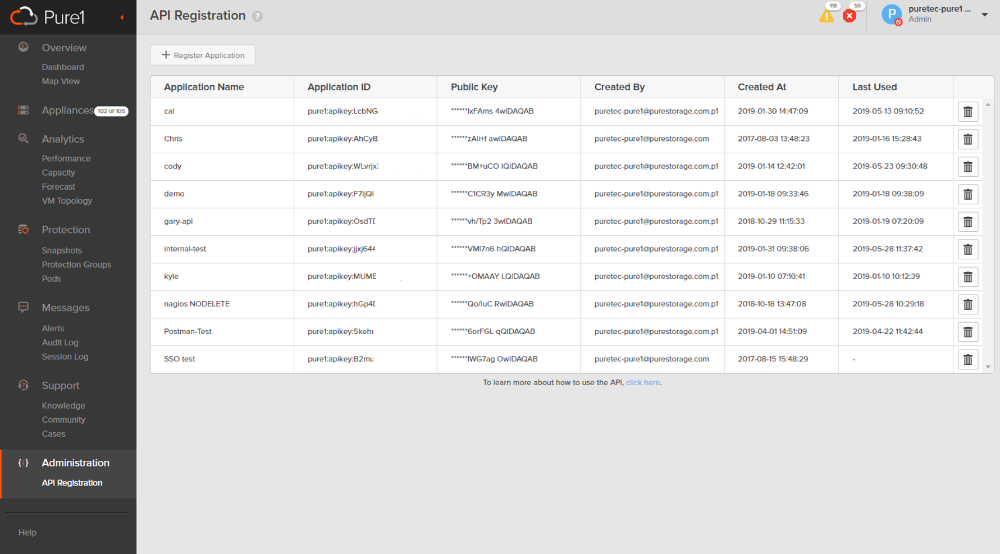 Pure1
API Registration ?
118
56
P
puretec-pure1 ...
Admin
Overview
Dashboard
Map View
Appliances 102 of 105
Analytics
Performance
Capacity
Forecast
VM Topology
Protection
Snapshots
Protection Groups
Pods
Messages
Alerts
Audit Log
Session Log
Support
Knowledge
Community
Cases
Administration
API Registration
Help
+ Register Application
Application Name Application ID Public Key Created By Created At Last Used
cal pure1:apikey:LcbNG ******IxFAms 4wIDAQAB puretec-pure1@purestorage.com.p1 2019-01-30 14:47:09 2019-05-13 09:10:52
Chris pure1:apikey:AhCyB ******zAli+f awIDAQAB puretec-pure1@purestorage.com 2017-08-03 13:48:23 2019-01-16 15:28:43
cody pure1:apikey:WLvrjx ******BM+uCO IQIDAQAB puretec-pure1@purestorage.com.p1 2019-01-14 12:42:01 2019-05-23 09:30:48
demo pure1:apikey:F7ljQl ******C1CR3y MwIDAQAB puretec-pure1@purestorage.com.p1 2019-01-18 09:33:46 2019-01-18 09:38:09
gary-api pure1:apikey:OsdT ******vh/Tp2 3wIDAQAB puretec-pure1@purestorage.com.p1 2018-10-29 11:15:33 2019-01-19 07:20:09
internal-test pure1:apikey:jjxj644 ******VMl7n6 hQIDAQAB puretec-pure1@purestorage.com.p1 2019-01-31 09:38:06 2019-05-28 11:37:42
kyle pure1:apikey:MUME ******+OMAAY LQIDAQAB puretec-pure1@purestorage.com.p1 2019-01-10 07:10:41 2019-01-10 10:12:39
nagios NODELETE pure1:apikey:hGp4 ******Qo/IuC RwIDAQAB puretec-pure1@purestorage.com.p1 2018-10-18 13:47:08 2019-05-28 10:29:18
Postman-Test pure1:apikey:5kehu ******6orFGL qQIDAQAB puretec-pure1@purestorage.com.p1 2019-04-01 14:51:09 2019-04-22 11:42:44
SSO test pure1:apikey:B2mu ******IWG7ag OwIDAQAB puretec-pure1@purestorage.com 2017-08-15 15:48:29 -
To learn more about how to use the API, click here.